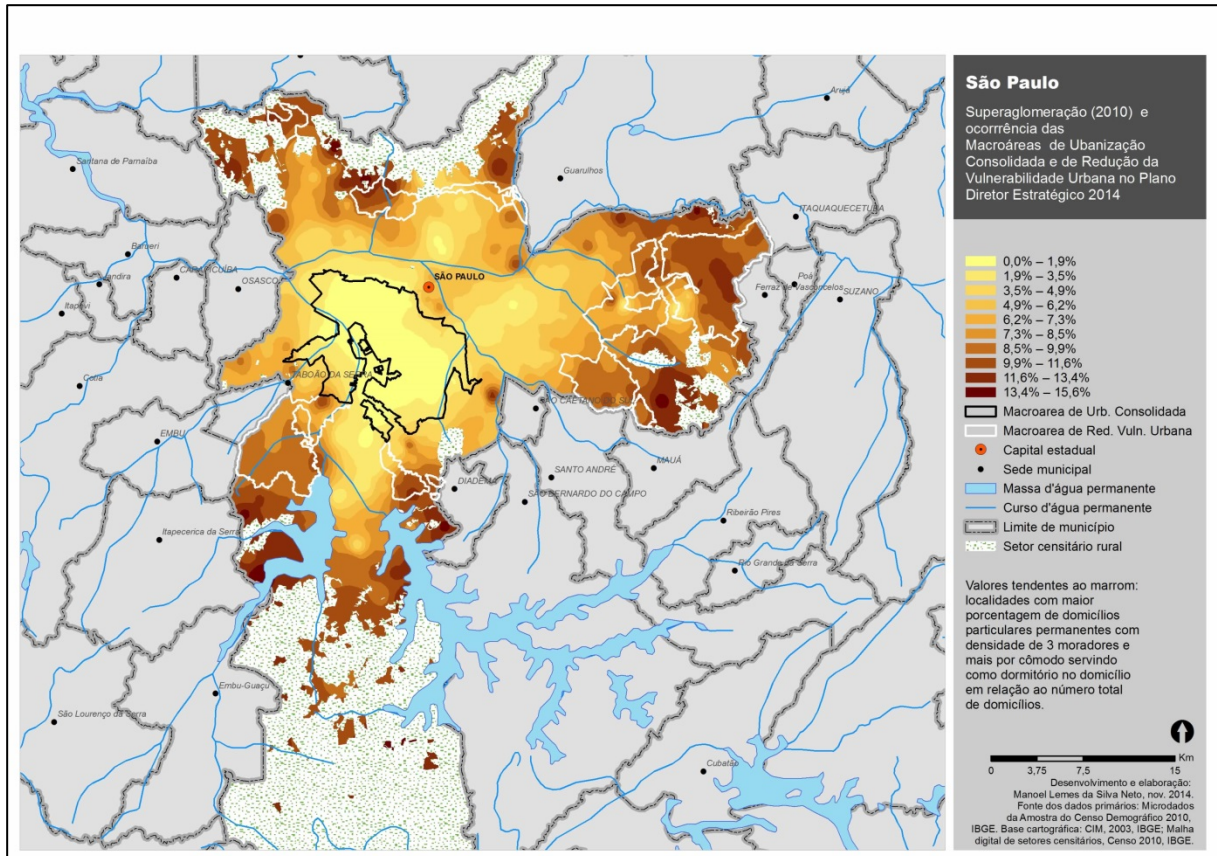 São Paulo
Superaglomeração (2010) e
ocorrrência das
Macroáreas de Ubanização
Consolidada e de Redução da
Vulnerabilidade Urbana no Plano
Diretor Estratégico 2014
0,0% – 1,9%
1,9% – 3,5%
3,5% – 4,9%
4,9% – 6,2%
6,2% – 7,3%
7,3% – 8,5%
8,5% – 9,9%
9,9% – 11,6%
11,6% – 13,4%
13,4% – 15,6%
Macroarea de Urb. Consolidada
Macroarea de Red. Vuln. Urbana
Capital estadual
Sede municipal
Massa d'água permanente
Curso d'água permanente
Limite de município
Setor censitário rural
Valores tendentes ao marrom:
localidades com maior
porcentagem de domicílios
particulares permanentes com
densidade de 3 moradores e
mais por cômodo servindo
como dormitório no domicílio
em relação ao número total
de domicílios.
Km
0 3,75 7,5 15
Desenvolvimento e elaboração:
Manoel Lemes da Silva Neto, nov. 2014.
Fonte dos dados primários: Microdados
da Amostra do Censo Demográfico 2010,
IBGE. Base cartográfica: CIM, 2003, IBGE; Malha
digital de setores censitários, Censo 2010, IBGE.
Arujá
Santana de Parnaíba
Guarulhos
ITAQUAQUECETUBA
Barueri
Jandira
CARAPICUÍBA
Itapevi
OSASCO
SÃO PAULO
Poá
Ferraz de Vasconcelos
SUZANO
Cotia
TABOÃO DA SERRA
SÃO CAETANO DO SUL
EMBU
MAUÁ
SANTO ANDRÉ
DIADEMA
SÃO BERNARDO DO CAMPO
Ribeirão Pires
Itapecerica da Serra
Rio Grande da Serra
Embu-Guaçu
São Lourenço da Serra
Cubatão